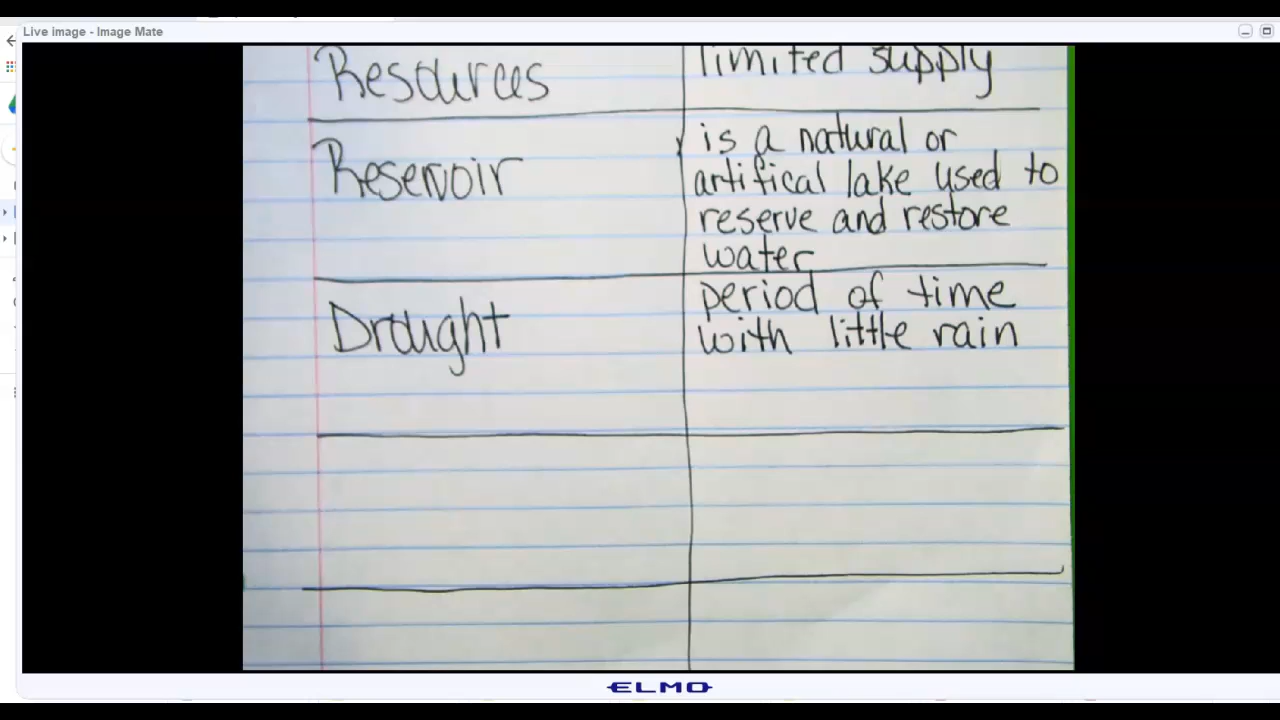 Live image - Image Mate
Resources
limited supply
Reservoir
is a natural or
artifical lake used to
reserve and restore
water
Drought
period of time
with little rain
ELMO